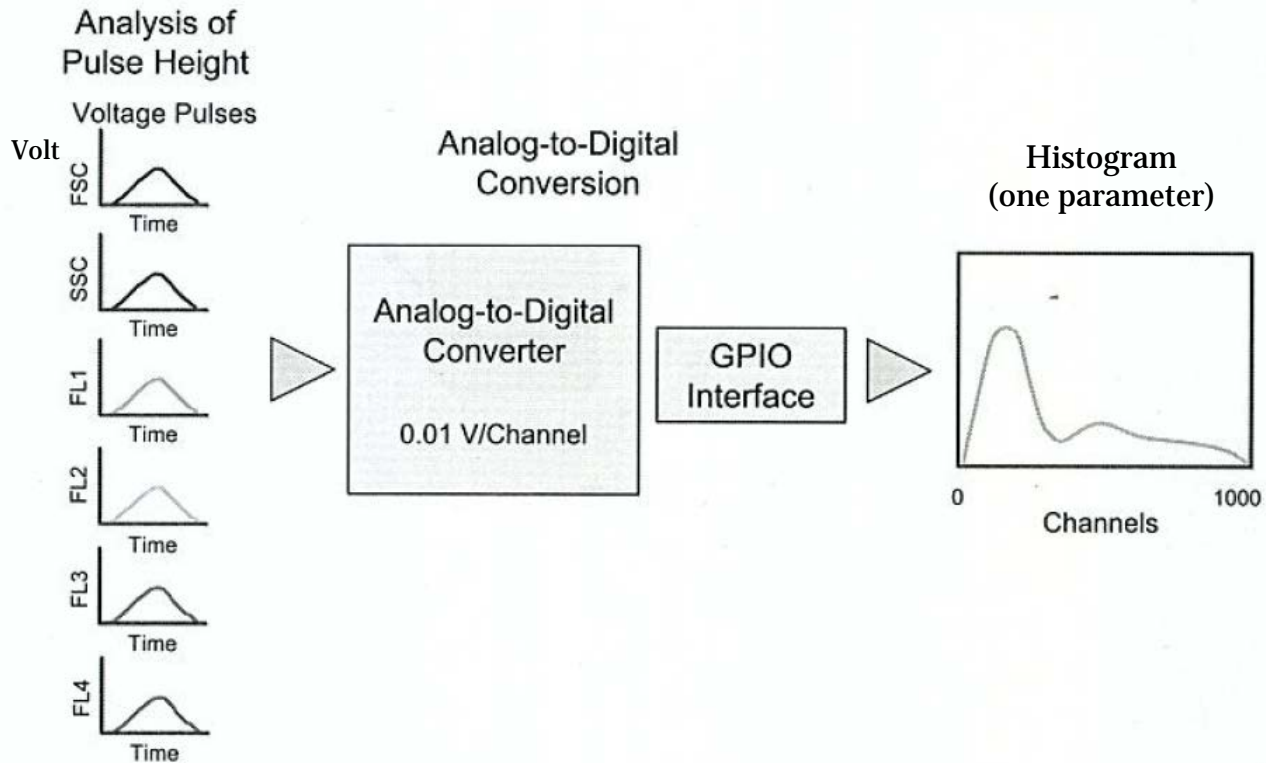 Analysis of
Pulse Height
Voltage Pulses
Volt
FSC
Time
SSC
Time
FL1
Time
FL2
Time
FL3
Time
FL4
Time
Analog-to-Digital
Conversion
Analog-to-Digital
Converter
0.01 V/Channel
GPIO
Interface
Histogram
(one parameter)
0
1000
Channels